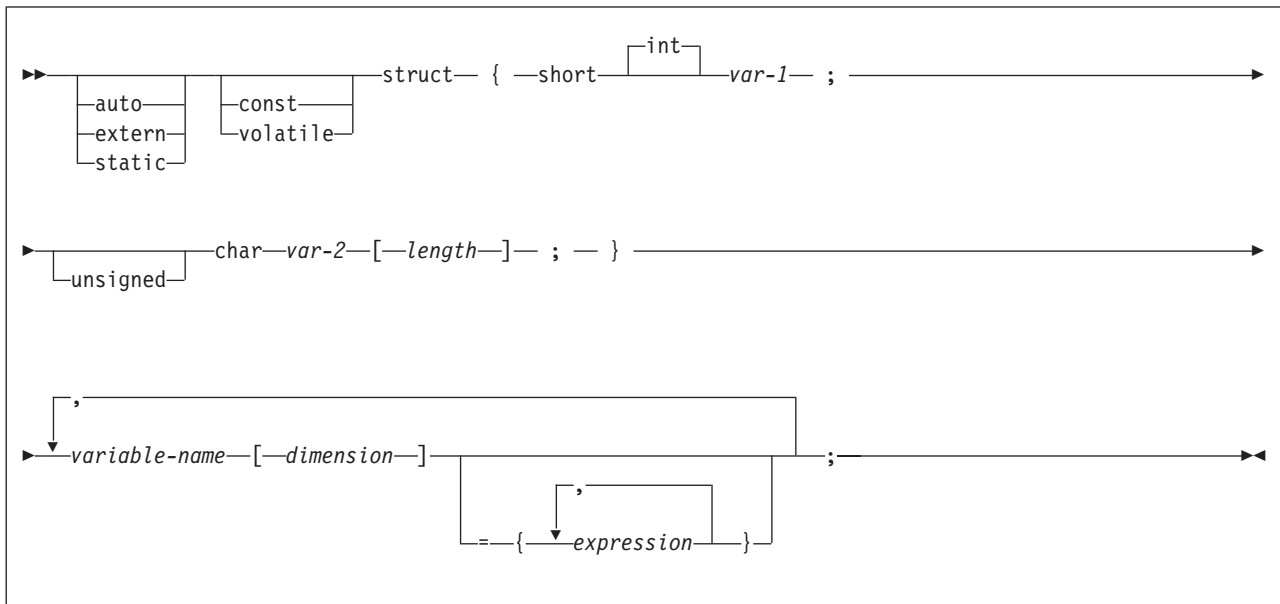 int
struct { short var-1 ;
auto const
extern volatile
static
char var-2 [ length ] ; }
unsigned
,
variable-name [ dimension ] ;
,
= { expression }